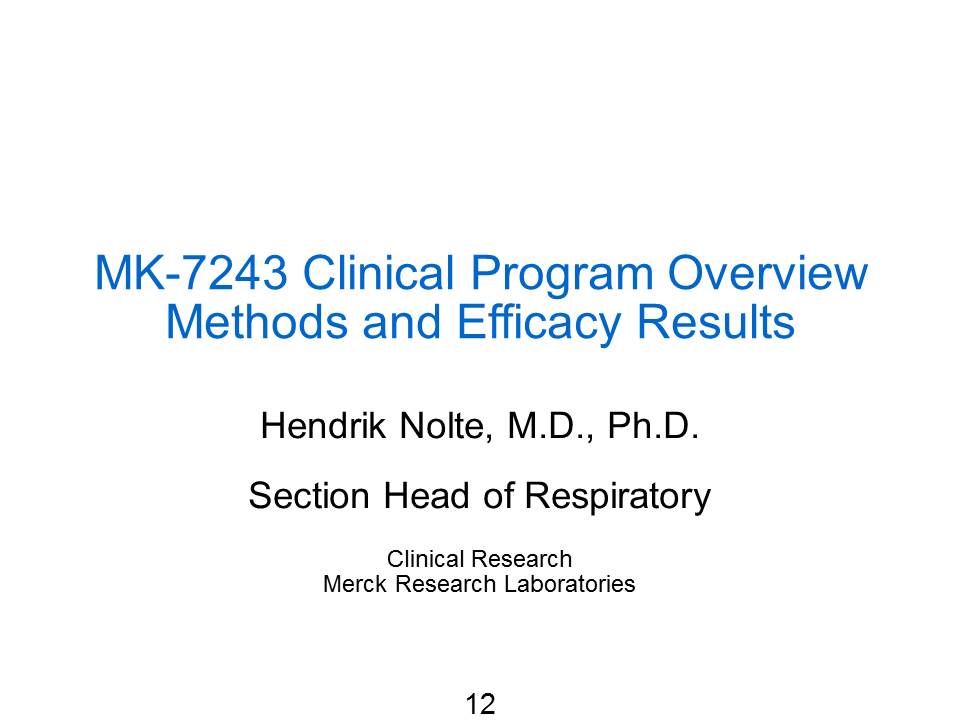 MK-7243 Clinical Program Overview
Methods and Efficacy Results
Hendrik Nolte, M.D., Ph.D.
Section Head of Respiratory
Clinical Research
Merck Research Laboratories
12